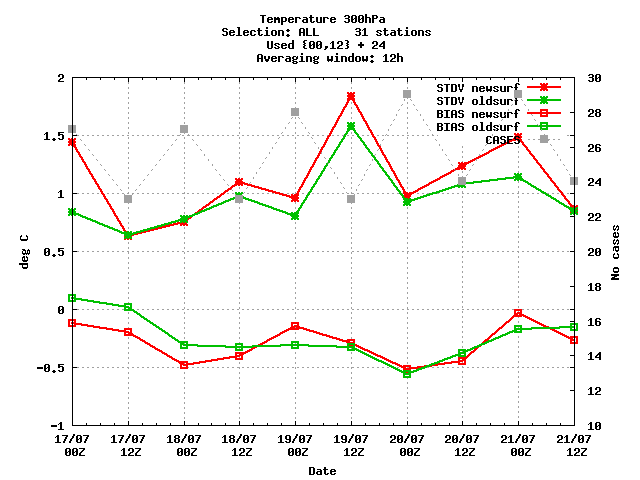 Temperature 300hPa
Selection: ALL 31 stations
Used {00,12} + 24
Averaging window: 12h
STDV newsurf
STDV oldsurf
BIAS newsurf
BIAS oldsurf
CASES
deg C
2
1.5
1
0.5
0
-0.5
-1
30
28
26
24
22
20
18
16
14
12
10
No cases
17/07 17/07 18/07 18/07 19/07 19/07 20/07 20/07 21/07 21/07
00Z 12Z 00Z 12Z 00Z 12Z 00Z 12Z 00Z 12Z
Date